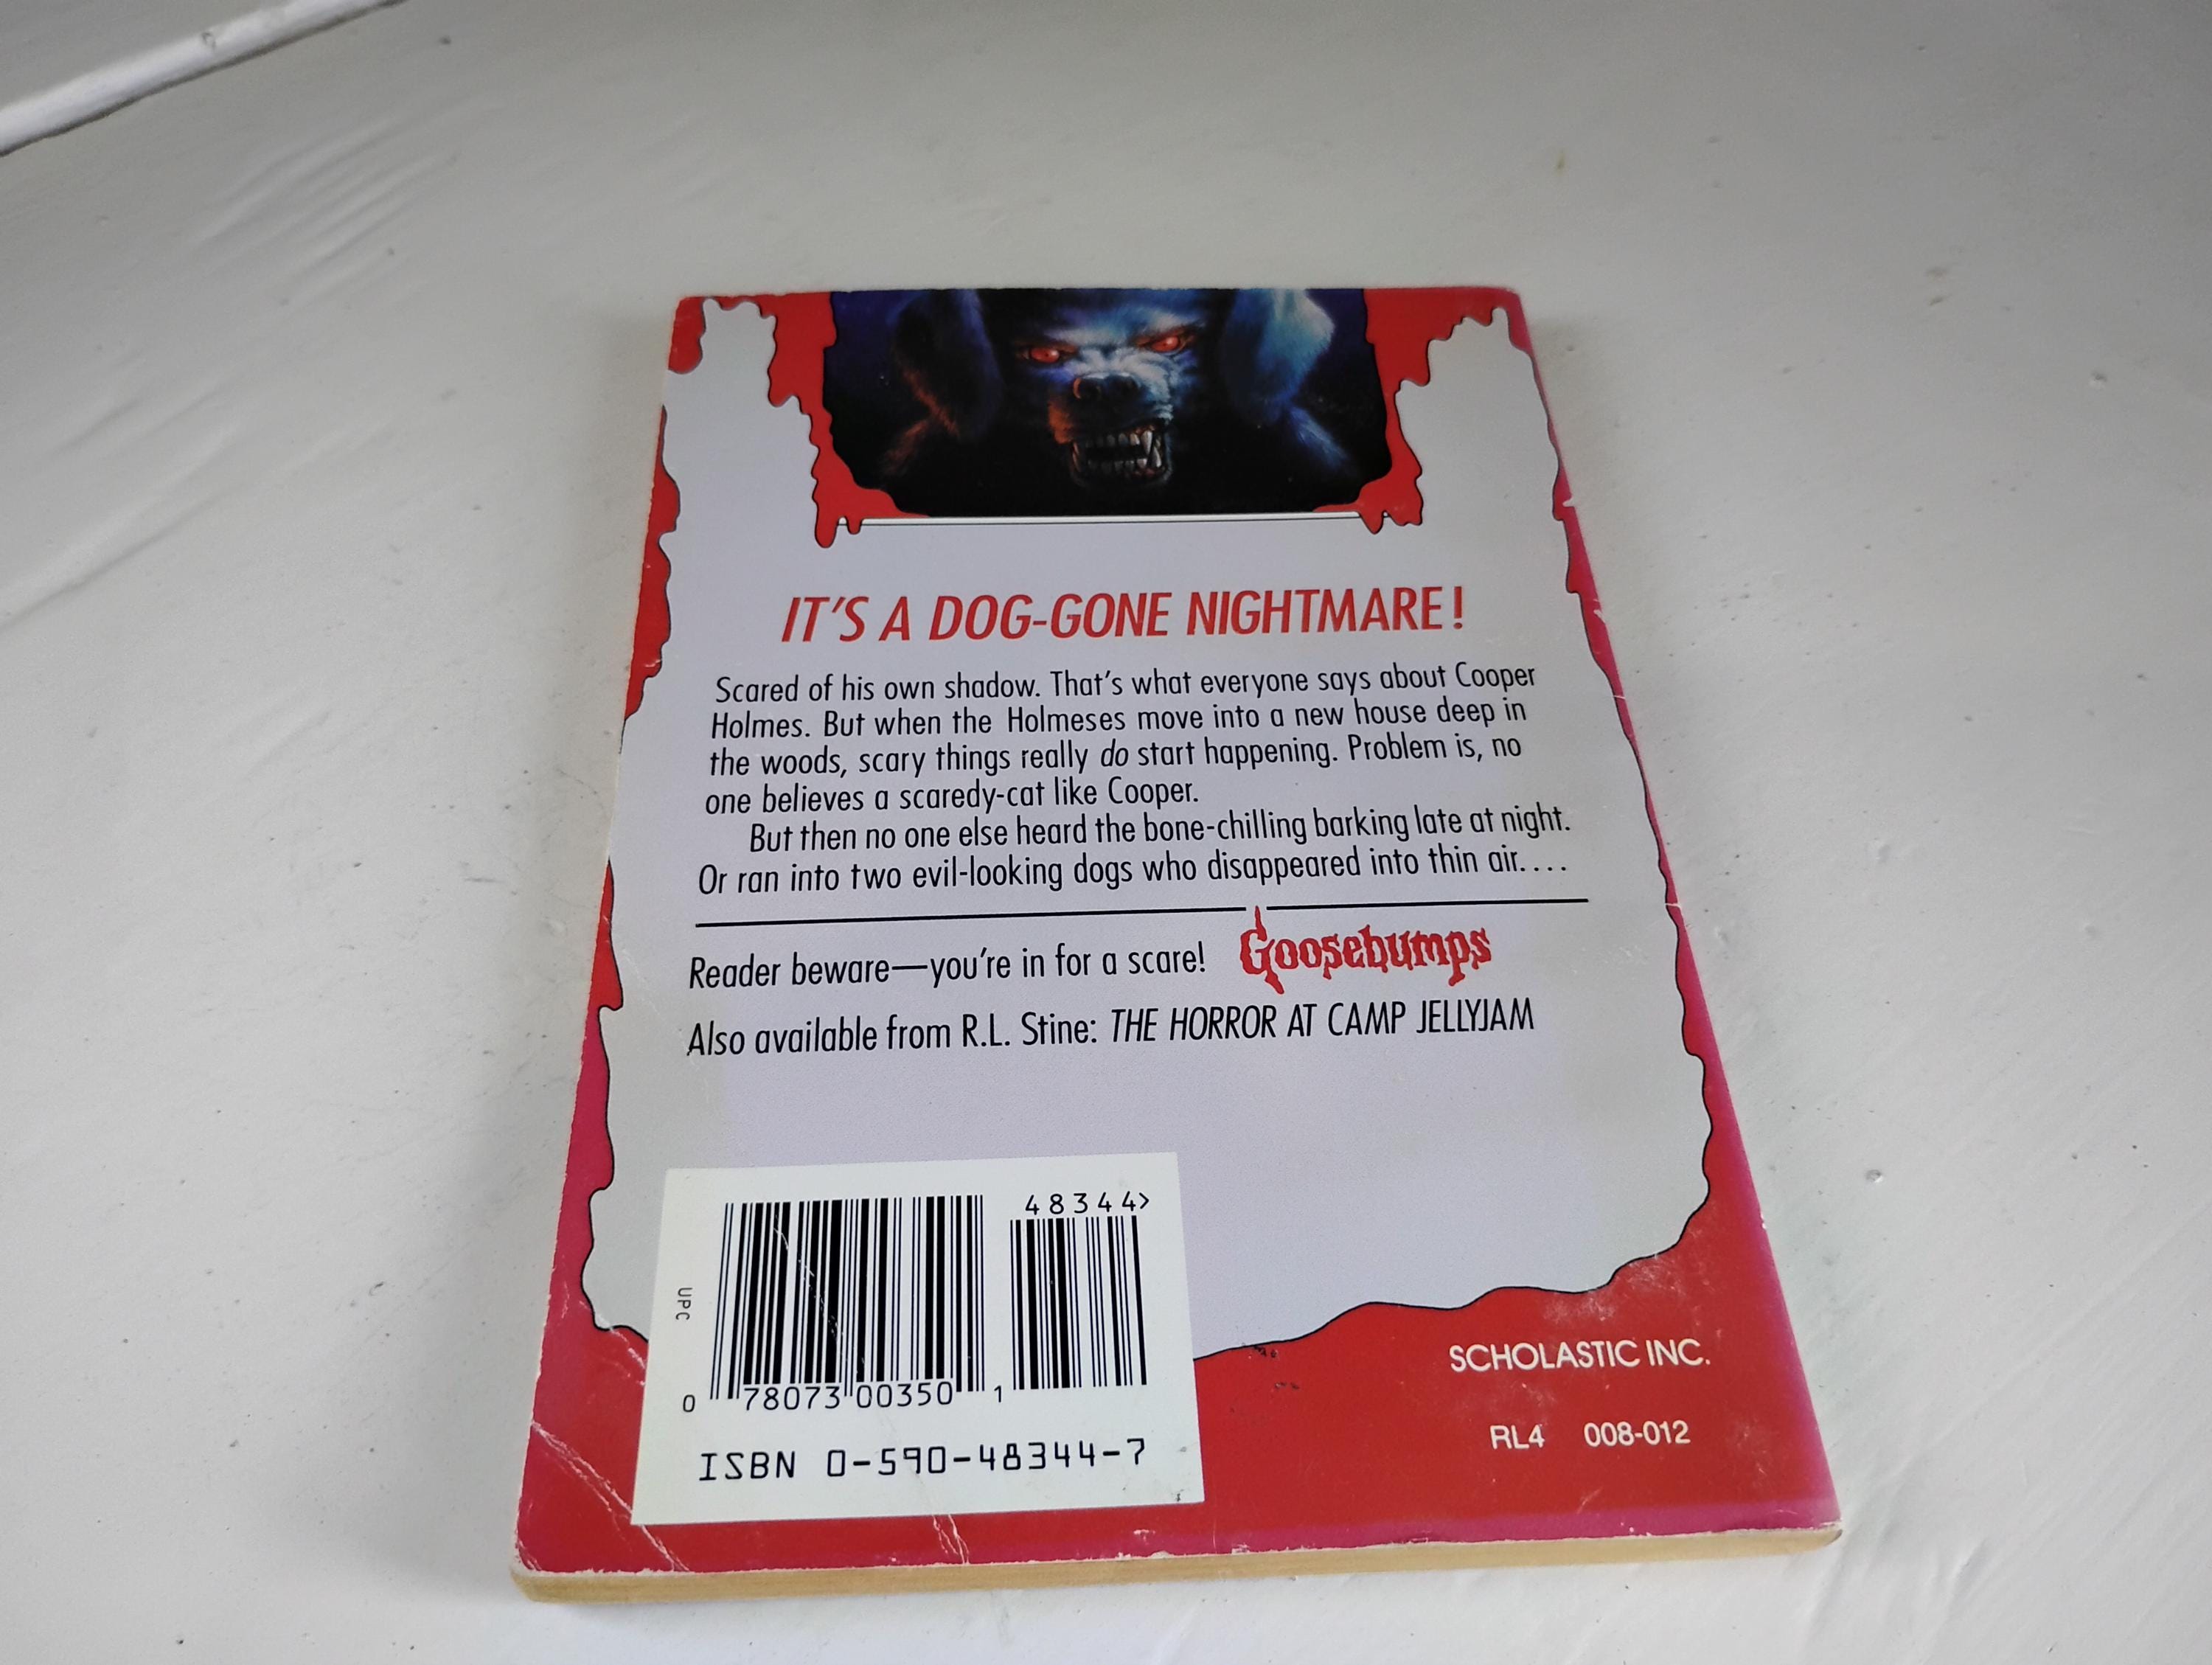 IT'S A DOG-GONE NIGHTMARE!
Scared of his own shadow. That's what everyone says about Cooper
Holmes. But when the Holmeses move into a new house deep in
the woods, scary things really do start happening. Problem is, no
one believes a scaredy-cat like Cooper.
But then no one else heard the bone-chilling barking late at night.
Or ran into two evil-looking dogs who disappeared into thin air....
Reader beware—you're in for a scare! Goosebumps
Also available from R.L. Stine: THE HORROR AT CAMP JELLYJAM
48344>
UPC
0 78073 00350 1
ISBN 0-590-48344-7
SCHOLASTIC INC.
RL4 008-012